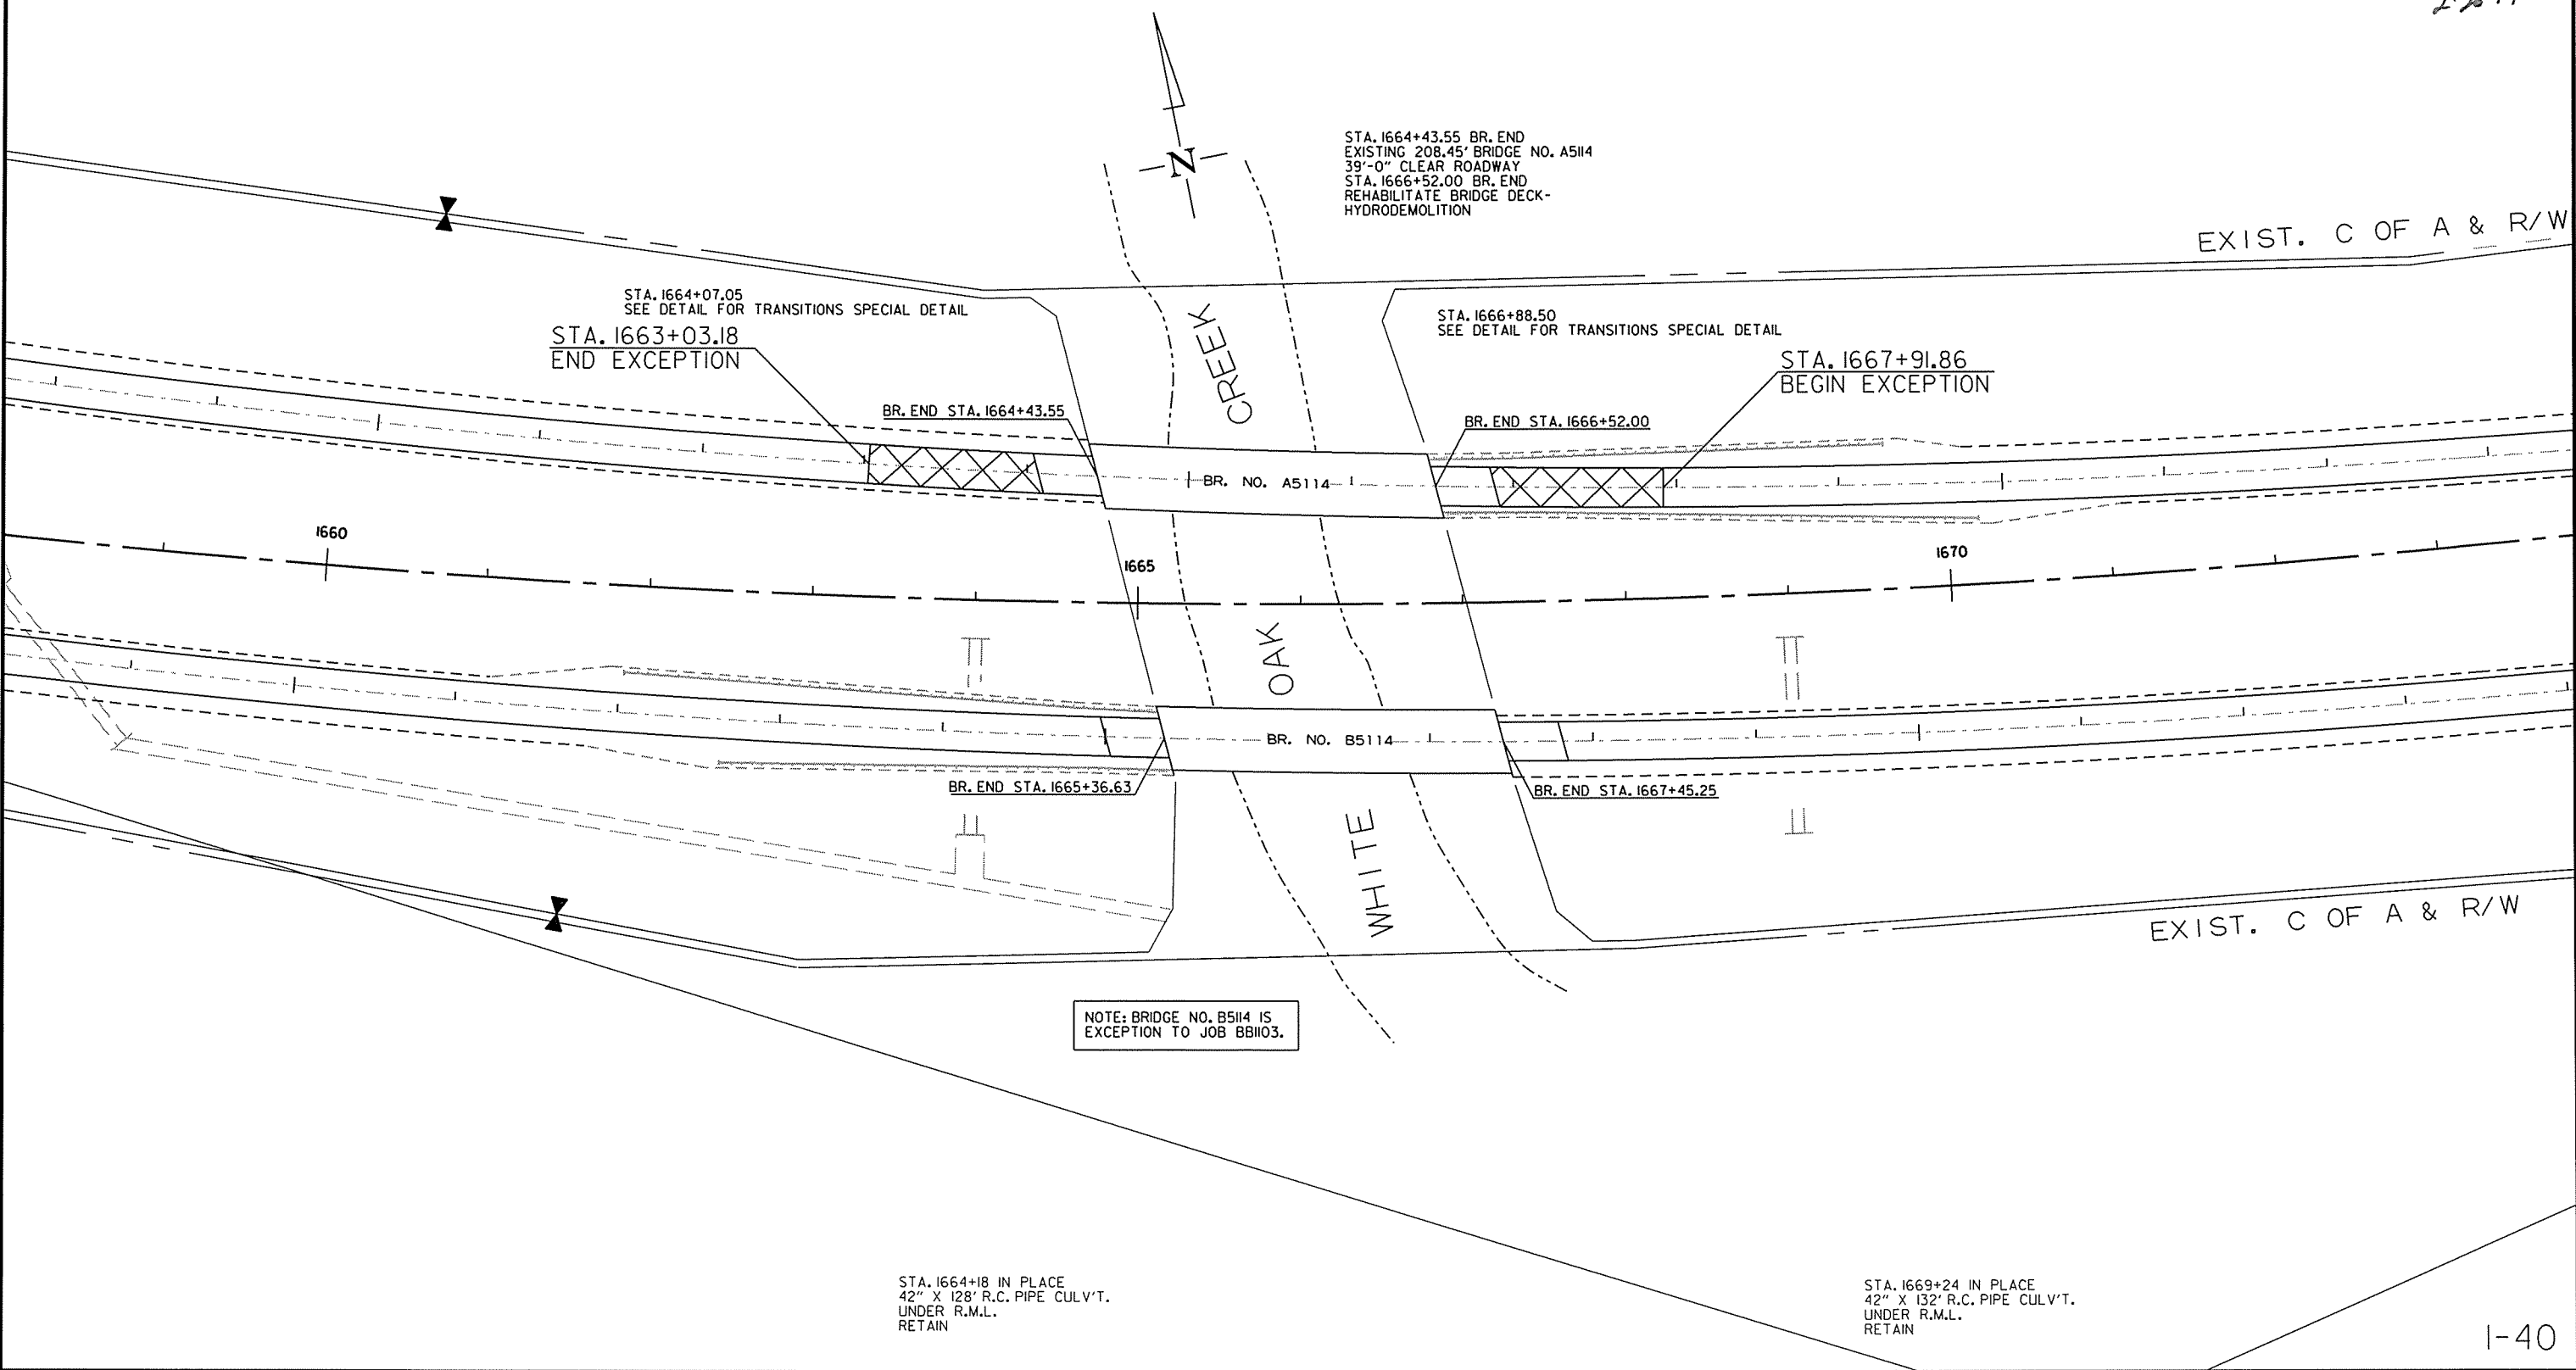 STA. 1664+43.55 BR. END
EXISTING 208.45' BRIDGE NO. A5114
39'-0" CLEAR ROADWAY
STA. 1666+52.00 BR. END
REHABILITATE BRIDGE DECK-
HYDRODEMOLITION
N
EXIST. C OF A & R/W
STA. 1664+07.05
SEE DETAIL FOR TRANSITIONS SPECIAL DETAIL
STA. 1663+03.18
END EXCEPTION
STA. 1666+88.50
SEE DETAIL FOR TRANSITIONS SPECIAL DETAIL
STA. 1667+91.86
BEGIN EXCEPTION
CREEK
BR. END STA. 1664+43.55
BR. END STA. 1666+52.00
BR. NO. A5114
1660
1665
1670
OAK
BR. NO. B5114
BR. END STA. 1665+36.63
BR. END STA. 1667+45.25
WHITE
EXIST. C OF A & R/W
NOTE: BRIDGE NO. B5114 IS
EXCEPTION TO JOB BB1103.
STA. 1664+18 IN PLACE
42" X 128' R.C. PIPE CULV'T.
UNDER R.M.L.
RETAIN
STA. 1669+24 IN PLACE
42" X 132' R.C. PIPE CULV'T.
UNDER R.M.L.
RETAIN
I-40